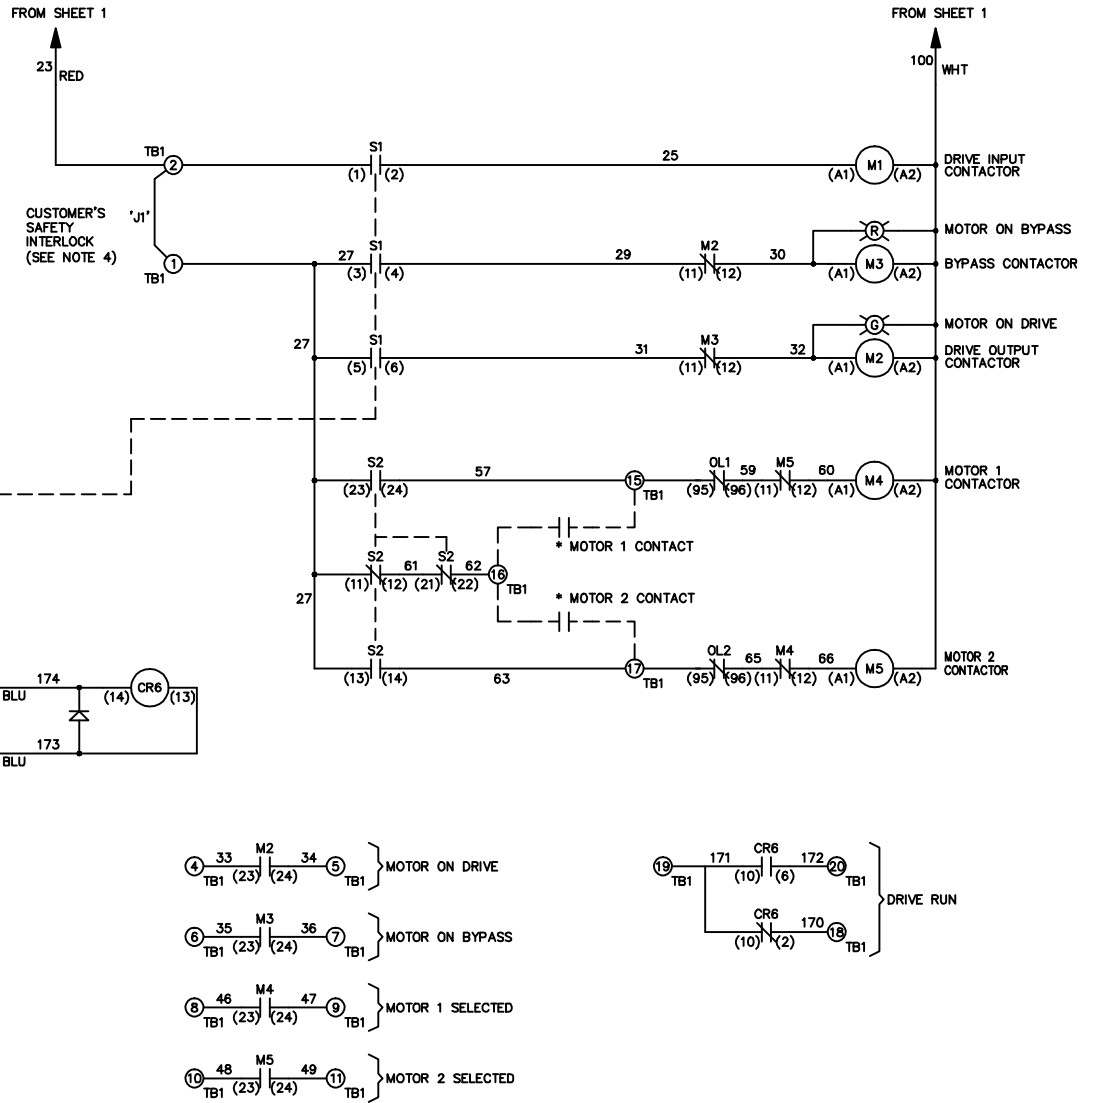 FROM SHEET 1
FROM SHEET 1
23
RED
100
WHT
TB1
2
S1
(1) (2)
25
M1
(A1) (A2)
DRIVE INPUT
CONTACTOR
CUSTOMER'S
SAFETY
INTERLOCK
(SEE NOTE 4)
'J1'
R
MOTOR ON BYPASS
TB1
1
27
S1
(3) (4)
29
M2
(11) (12)
30
M3
(A1) (A2)
BYPASS CONTACTOR
G
MOTOR ON DRIVE
27
S1
(5) (6)
31
M3
(11) (12)
32
M2
(A1) (A2)
DRIVE OUTPUT
CONTACTOR
S2
(23) (24)
57
15
TB1
OL1
(95) (96)
59
M5
(11) (12)
60
M4
(A1) (A2)
MOTOR 1
CONTACTOR
* MOTOR 1 CONTACT
S2
(11) (12)
61
S2
(21) (22)
62
16
TB1
* MOTOR 2 CONTACT
27
S2
(13) (14)
63
17
TB1
OL2
(95) (96)
65
M4
(11) (12)
66
M5
(A1) (A2)
MOTOR 2
CONTACTOR
174
BLU
(14)
CR6
(13)
173
BLU
4
TB1
33
M2
(23) (24)
34
5
TB1
MOTOR ON DRIVE
6
TB1
35
M3
(23) (24)
36
7
TB1
MOTOR ON BYPASS
8
TB1
46
M4
(23) (24)
47
9
TB1
MOTOR 1 SELECTED
10
TB1
48
M5
(23) (24)
49
11
TB1
MOTOR 2 SELECTED
19
TB1
171
CR6
(10) (6)
172
20
TB1
CR6
(10) (2)
170
18
TB1
DRIVE RUN